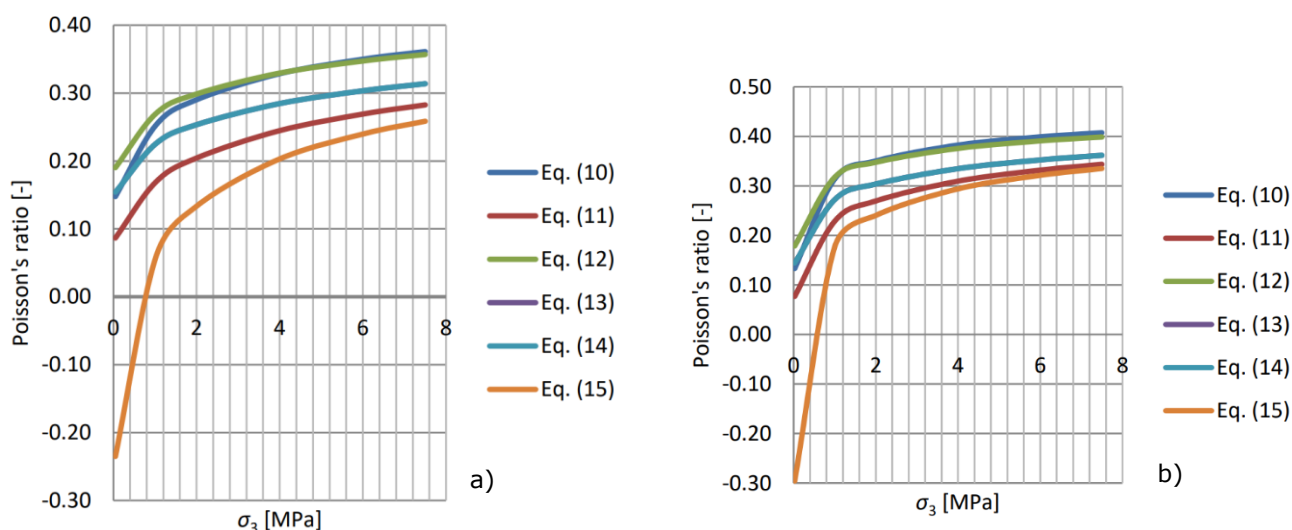 0.40
0.30
0.20
0.10
0.00
-0.10
-0.20
-0.30
0 2 4 6 8
Poisson's ratio [-]
σ3 [MPa]
Eq. (10)
Eq. (11)
Eq. (12)
Eq. (13)
Eq. (14)
Eq. (15)
a)
0.50
0.40
0.30
0.20
0.10
0.00
-0.10
-0.20
-0.30
0 2 4 6 8
Poisson's ratio [-]
σ3 [MPa]
Eq. (10)
Eq. (11)
Eq. (12)
Eq. (13)
Eq. (14)
Eq. (15)
b)